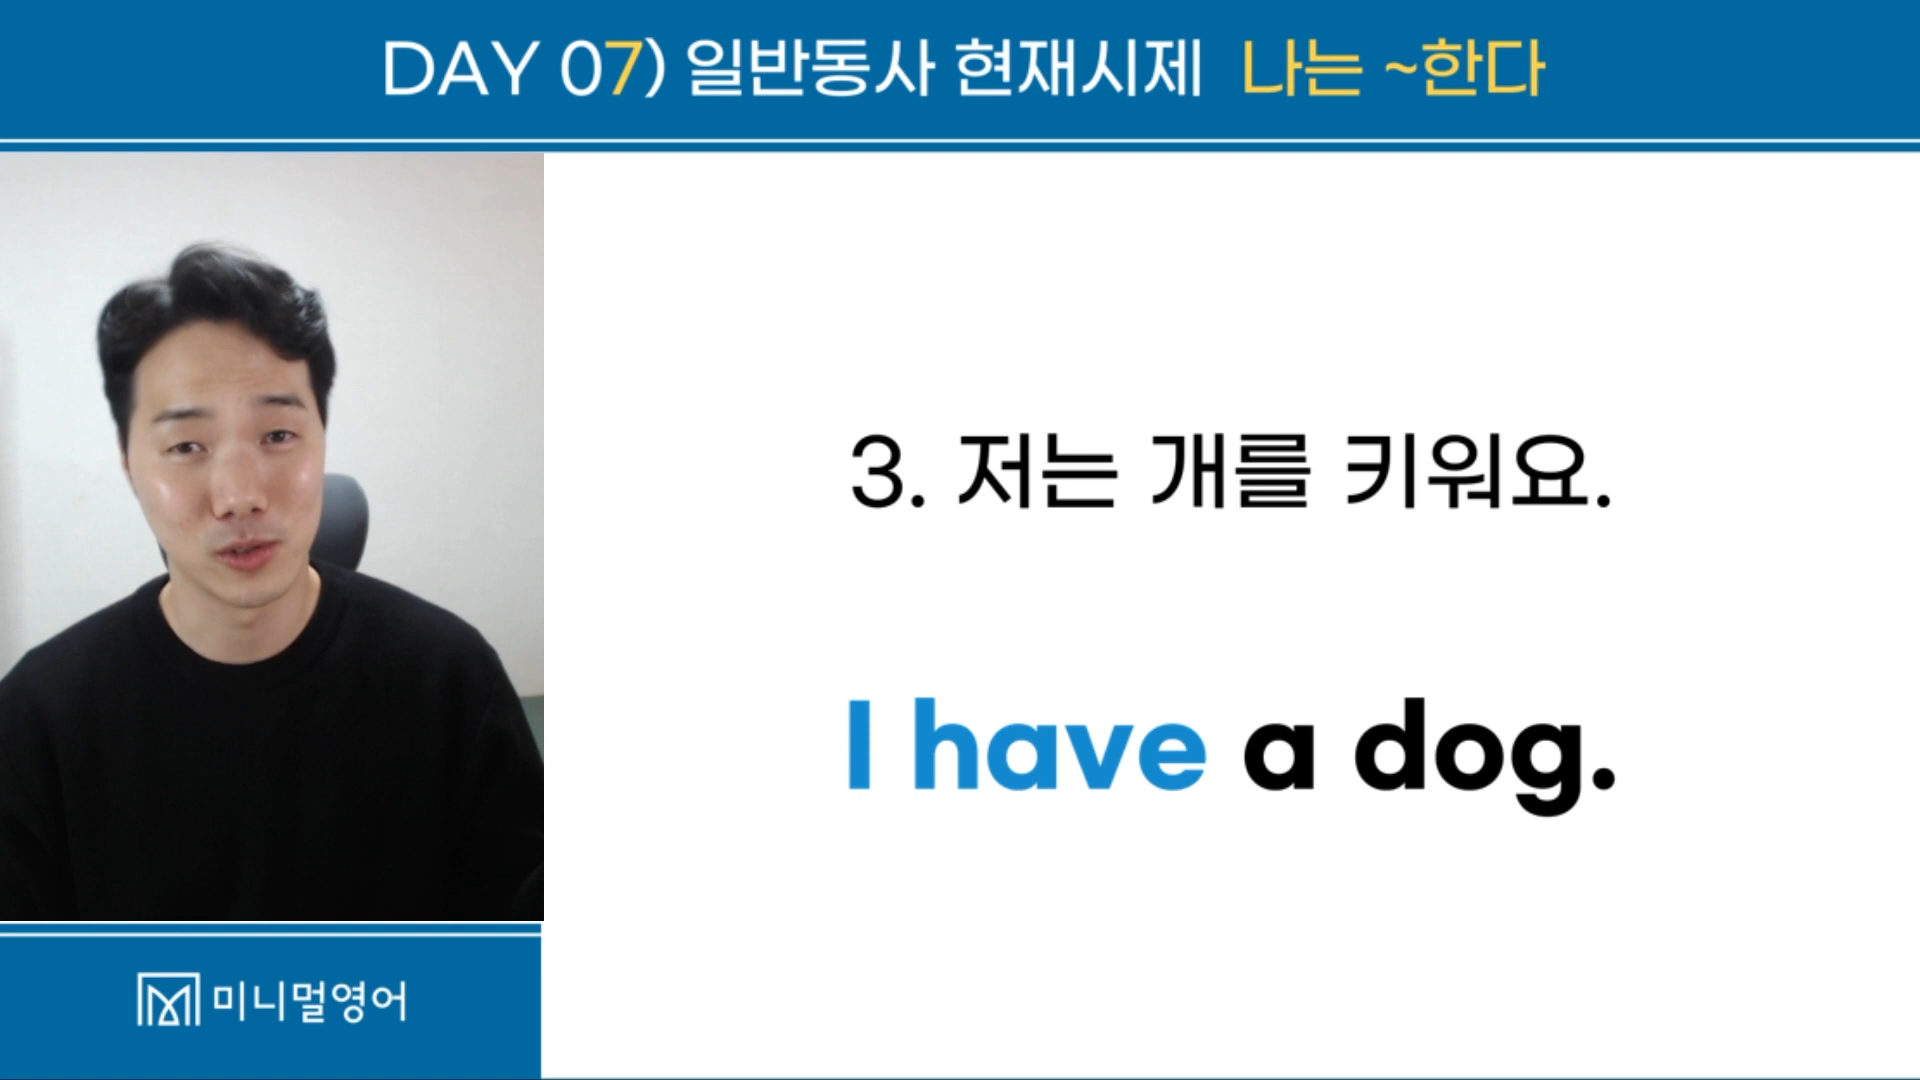 DAY 07) 일반동사 현재시제 나는 ~한다
3. 저는 개를 키워요.
I have a dog.
미니멀영어